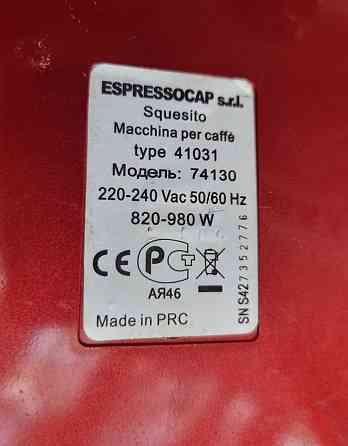 ESPRESSOCAP s.r.l.
Squesito
Macchina per caffè
type 41031
Модель: 74130
220-240 Vac 50/60 Hz
820-980 W
CE
АЯ46
Made in PRC
SN S427352776